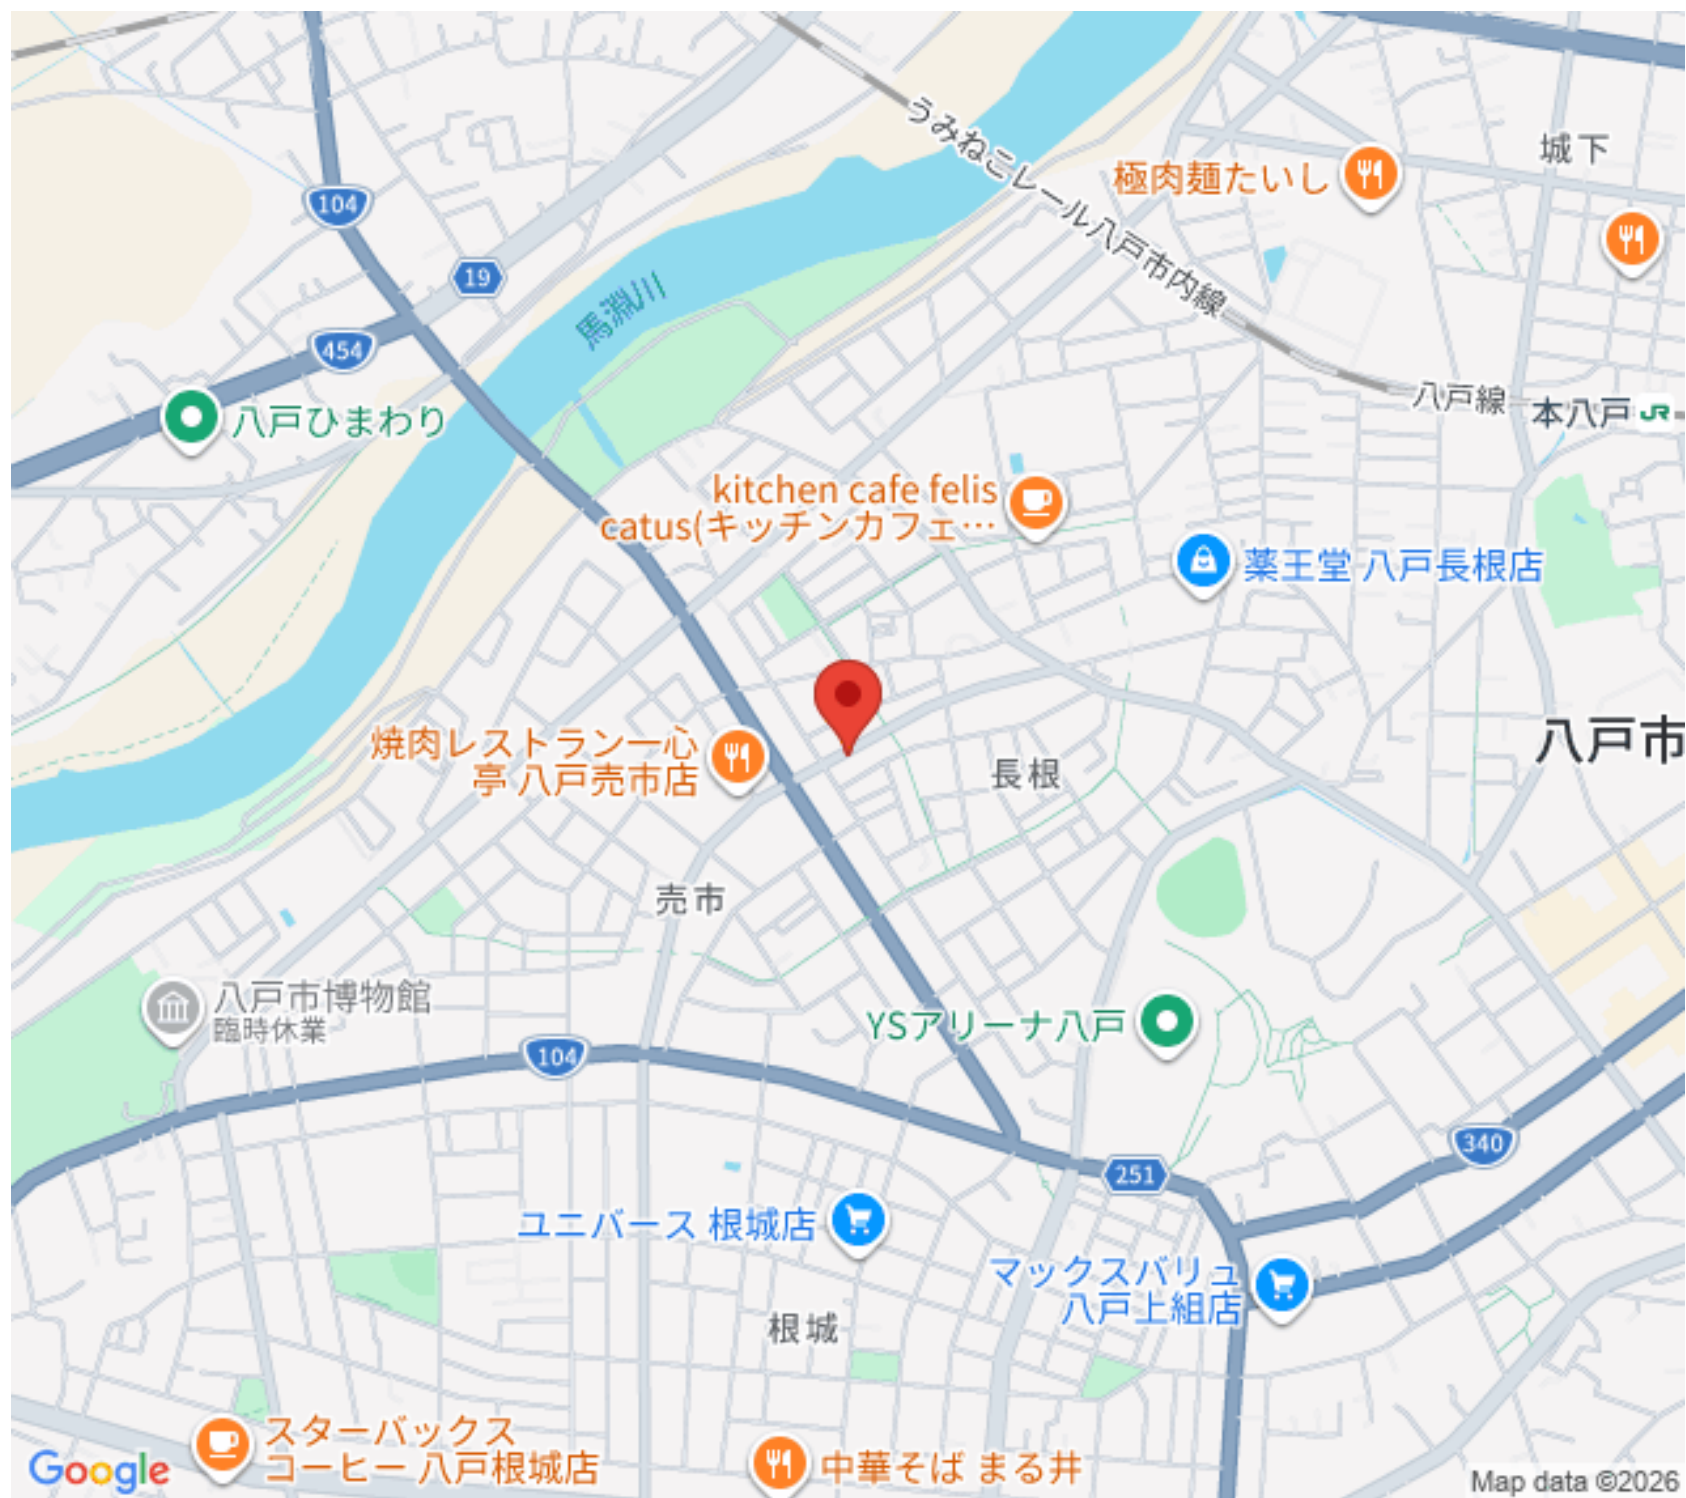 うみねこレール八戸市内線
城下
極肉麺たいし
104
19
馬淵川
454
八戸ひまわり
八戸線
本八戸
JR
kitchen cafe felis
catus(キッチンカフェ…
薬王堂 八戸長根店
焼肉レストラン一心
亭 八戸売市店
長根
八戸市
売市
八戸市博物館
臨時休業
YSアリーナ八戸
104
340
251
ユニバース 根城店
マックスバリュ
八戸上組店
根城
スターバックス
コーヒー 八戸根城店
中華そば まる井
Google
Map data ©2026